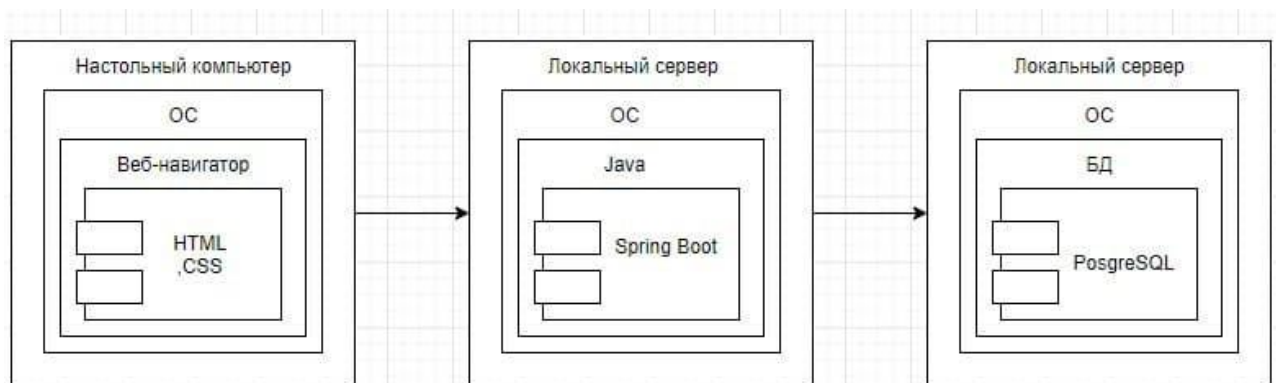 Настольный компьютер
ОС
Веб-навигатор
HTML
,CSS
Локальный сервер
ОС
Java
Spring Boot
Локальный сервер
ОС
БД
PosgreSQL